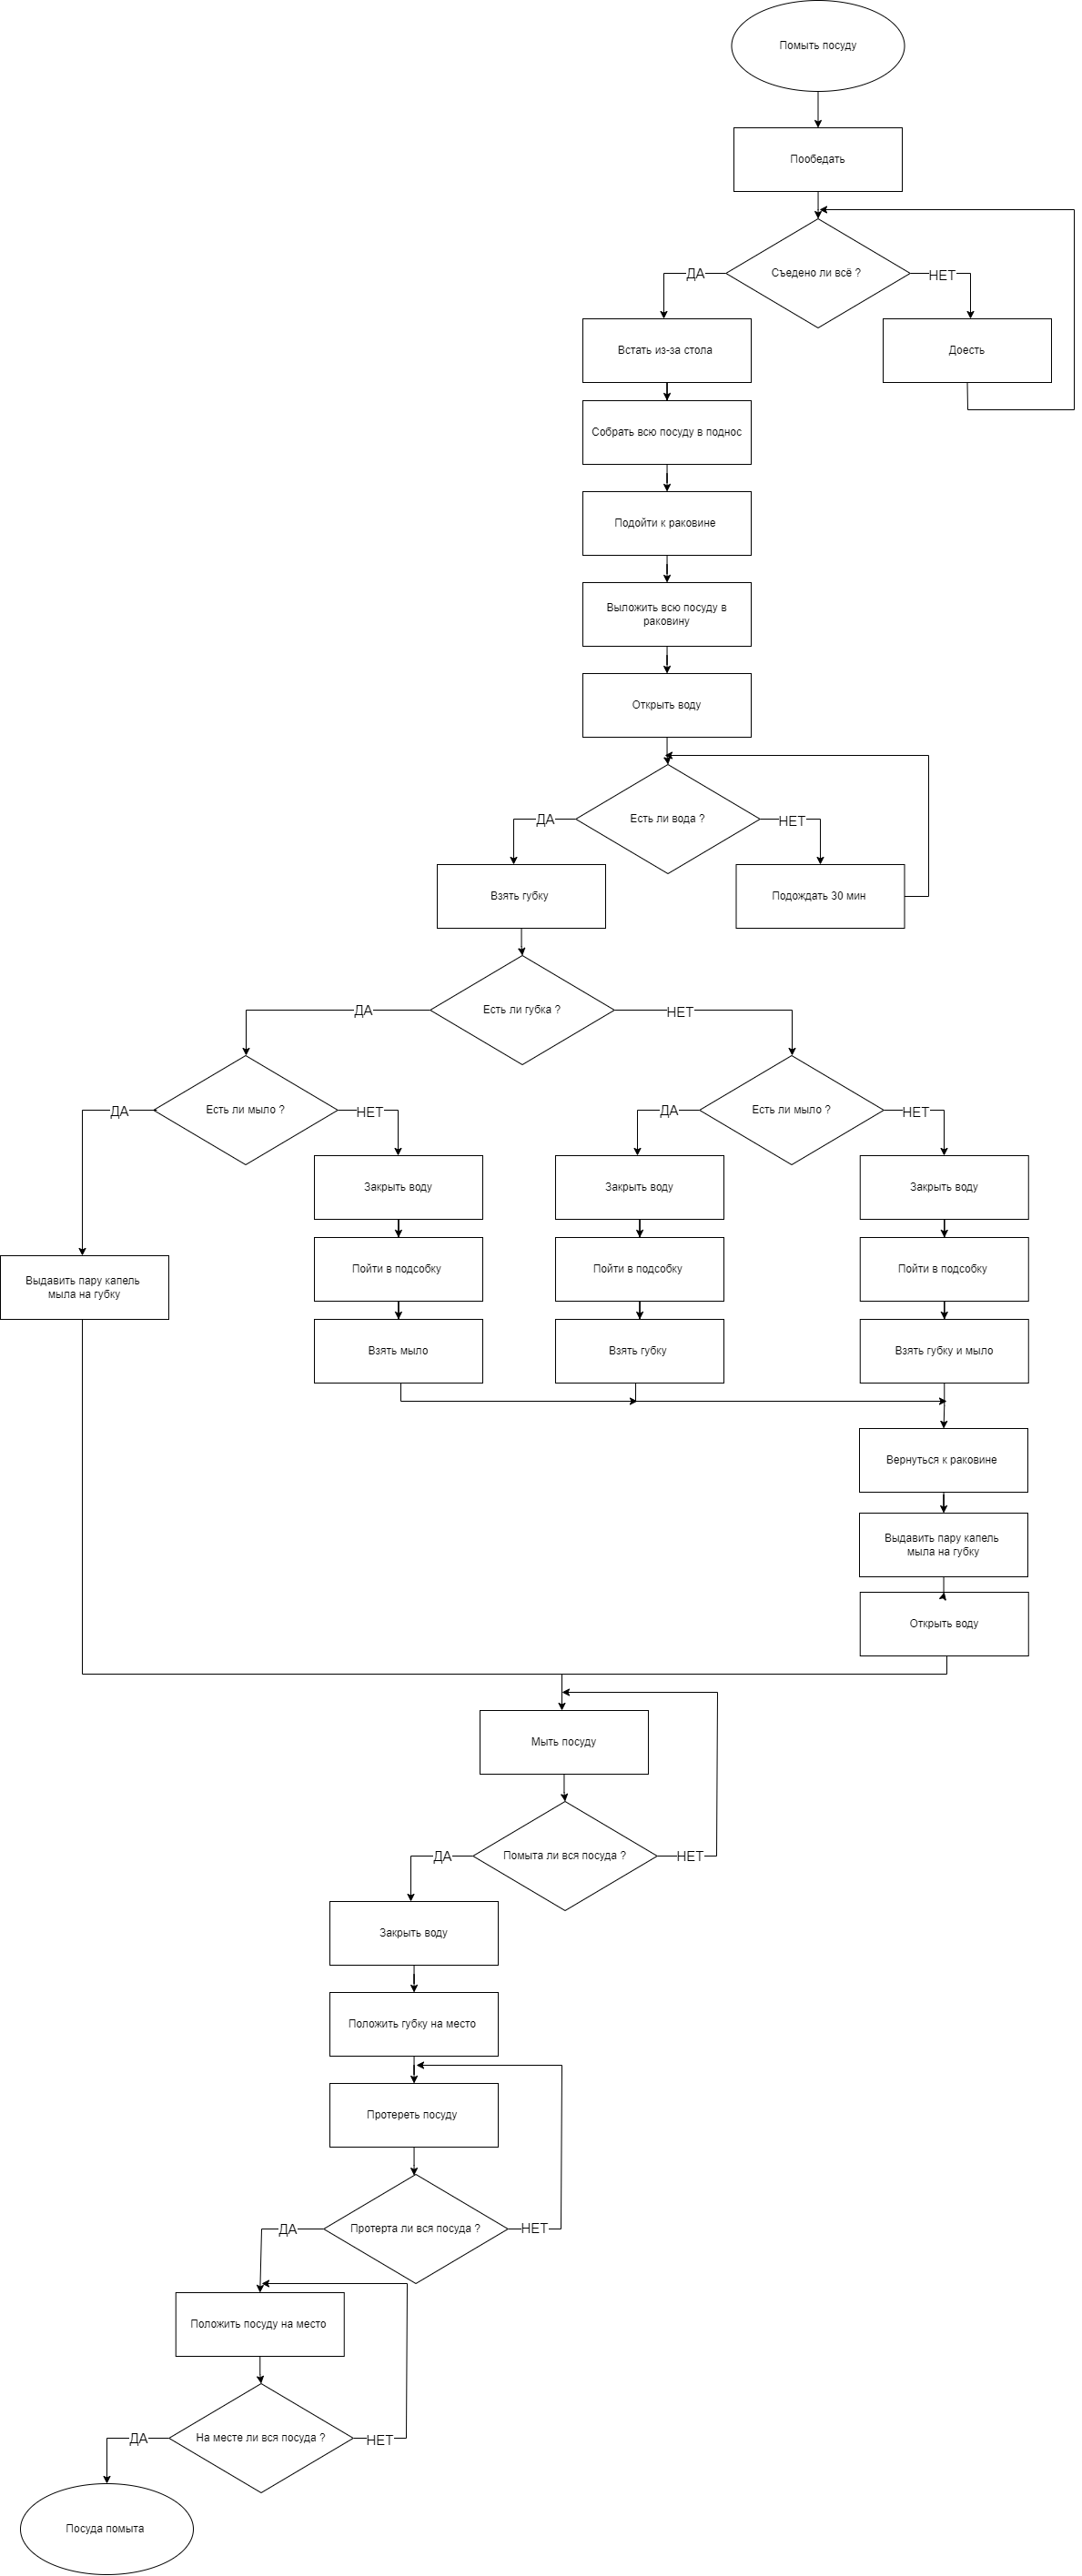 Помыть посуду
Пообедать
Съедено ли всё ?
ДА
НЕТ
Встать из-за стола
Доесть
Собрать всю посуду в поднос
Подойти к раковине
Выложить всю посуду в
раковину
Открыть воду
Есть ли вода ?
ДА
НЕТ
Взять губку
Подождать 30 мин
Есть ли губка ?
ДА
НЕТ
Есть ли мыло ?
Есть ли мыло ?
ДА
НЕТ
ДА
НЕТ
Закрыть воду
Закрыть воду
Закрыть воду
Пойти в подсобку
Пойти в подсобку
Пойти в подсобку
Выдавить пару капель
мыла на губку
Взять мыло
Взять губку
Взять губку и мыло
Вернуться к раковине
Выдавить пару капель
мыла на губку
Открыть воду
Мыть посуду
Помыта ли вся посуда ?
ДА
НЕТ
Закрыть воду
Положить губку на место
Протереть посуду
Протерта ли вся посуда ?
ДА
НЕТ
Положить посуду на место
На месте ли вся посуда ?
ДА
НЕТ
Посуда помыта